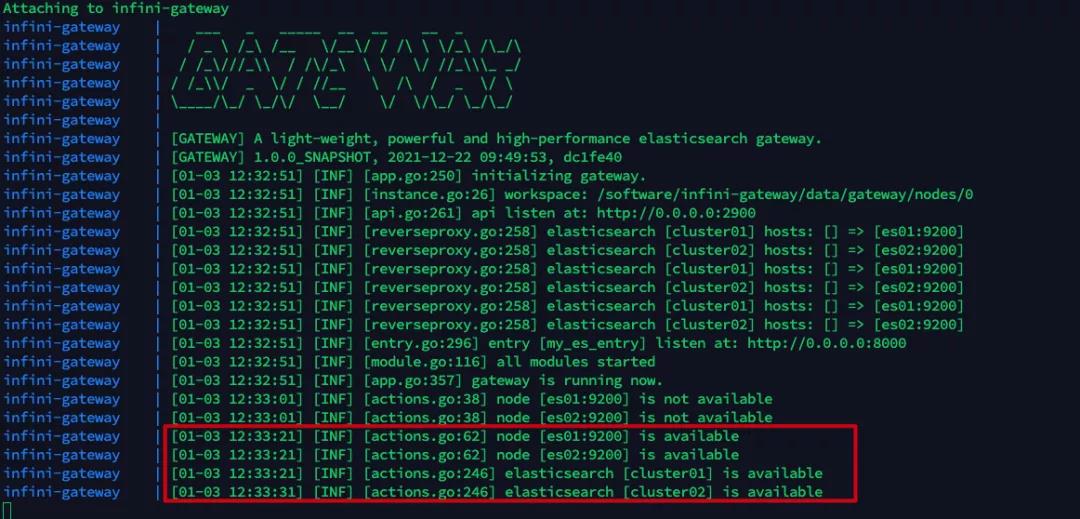 Attaching to infini-gateway
infini-gateway    |    ___   _   _____  __  __    __  _
infini-gateway    |   / _ \ /_\ /__   \/__\/ / /\ \ \/_\ /\_/\
infini-gateway    |  / /_\///_\\  / /\/_\  \ \/  \/ //_\\\_ _/
infini-gateway    | / /_\\/  _  \/ / //__   \  /\  /  _  \/ \
infini-gateway    | \____/\_/ \_/\/  \__/    \/  \/\_/ \_/\_/
infini-gateway    |
infini-gateway    | [GATEWAY] A light-weight, powerful and high-performance elasticsearch gateway.
infini-gateway    | [GATEWAY] 1.0.0_SNAPSHOT, 2021-12-22 09:49:53, dc1fe40
infini-gateway    | [01-03 12:32:51] [INF] [app.go:250] initializing gateway.
infini-gateway    | [01-03 12:32:51] [INF] [instance.go:26] workspace: /software/infini-gateway/data/gateway/nodes/0
infini-gateway    | [01-03 12:32:51] [INF] [api.go:261] api listen at: http://0.0.0.0:2900
infini-gateway    | [01-03 12:32:51] [INF] [reverseproxy.go:258] elasticsearch [cluster01] hosts: [] => [es01:9200]
infini-gateway    | [01-03 12:32:51] [INF] [reverseproxy.go:258] elasticsearch [cluster02] hosts: [] => [es02:9200]
infini-gateway    | [01-03 12:32:51] [INF] [reverseproxy.go:258] elasticsearch [cluster01] hosts: [] => [es01:9200]
infini-gateway    | [01-03 12:32:51] [INF] [reverseproxy.go:258] elasticsearch [cluster02] hosts: [] => [es02:9200]
infini-gateway    | [01-03 12:32:51] [INF] [reverseproxy.go:258] elasticsearch [cluster01] hosts: [] => [es01:9200]
infini-gateway    | [01-03 12:32:51] [INF] [reverseproxy.go:258] elasticsearch [cluster02] hosts: [] => [es02:9200]
infini-gateway    | [01-03 12:32:51] [INF] [entry.go:296] entry [my_es_entry] listen at: http://0.0.0.0:8000
infini-gateway    | [01-03 12:32:51] [INF] [module.go:116] all modules started
infini-gateway    | [01-03 12:32:51] [INF] [app.go:357] gateway is running now.
infini-gateway    | [01-03 12:33:01] [INF] [actions.go:38] node [es01:9200] is not available
infini-gateway    | [01-03 12:33:01] [INF] [actions.go:38] node [es02:9200] is not available
infini-gateway    | [01-03 12:33:21] [INF] [actions.go:62] node [es01:9200] is available
infini-gateway    | [01-03 12:33:21] [INF] [actions.go:62] node [es02:9200] is available
infini-gateway    | [01-03 12:33:21] [INF] [actions.go:246] elasticsearch [cluster01] is available
infini-gateway    | [01-03 12:33:31] [INF] [actions.go:246] elasticsearch [cluster02] is available